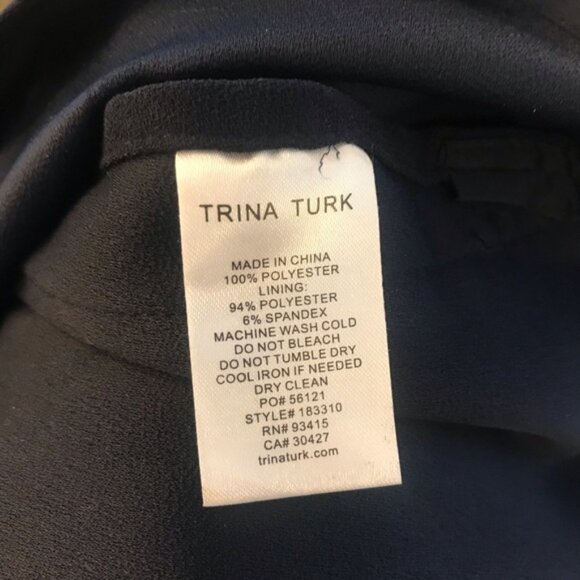 TRINA TURK
MADE IN CHINA
100% POLYESTER
LINING:
94% POLYESTER
6% SPANDEX
MACHINE WASH COLD
DO NOT BLEACH
DO NOT TUMBLE DRY
COOL IRON IF NEEDED
DRY CLEAN
PO# 56121
STYLE# 183310
RN# 93415
CA# 30427
trinaturk.com